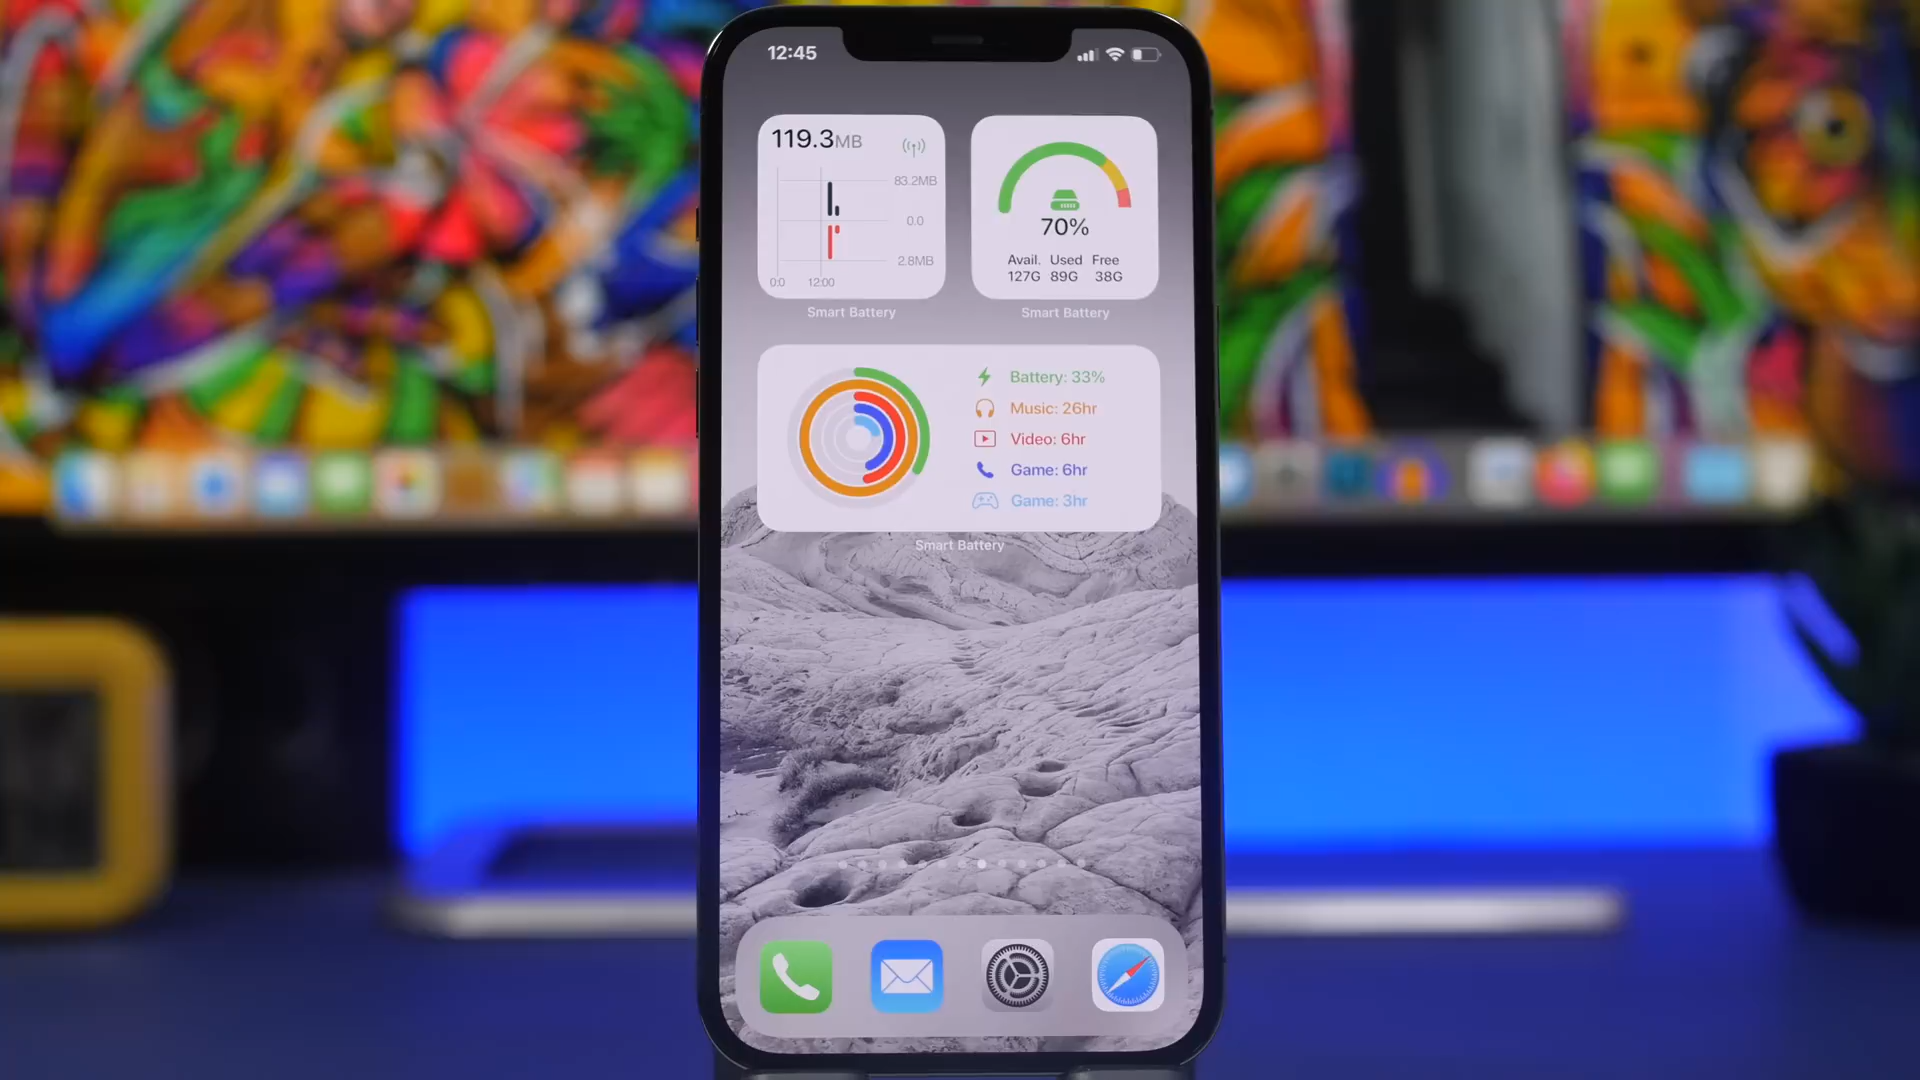 12:45
119.3MB
83.2MB
0.0
2.8MB
0:0 12:00
Smart Battery
70%
Avail. Used Free
127G 89G 38G
Smart Battery
Battery: 33%
Music: 26hr
Video: 6hr
Game: 6hr
Game: 3hr
Smart Battery